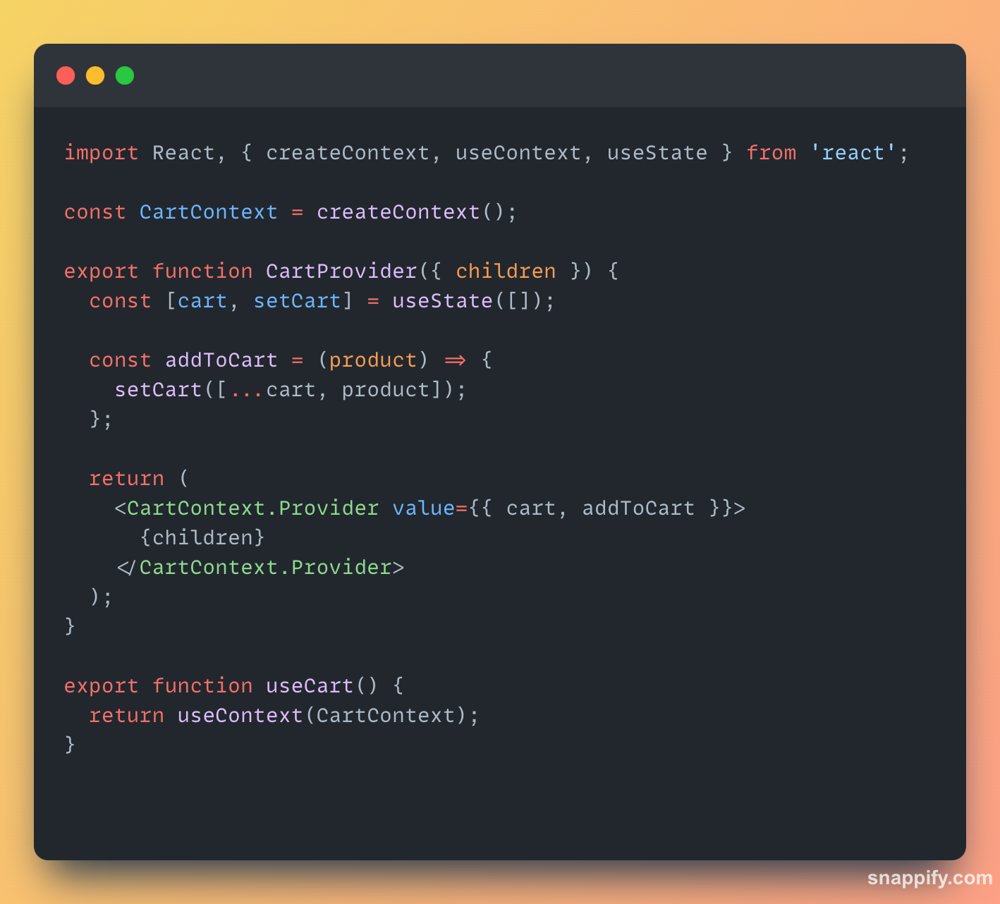 import React, { createContext, useContext, useState } from 'react';
const CartContext = createContext();
export function CartProvider({ children }) {
  const [cart, setCart] = useState([]);
  const addToCart = (product) => {
    setCart([...cart, product]);
  };
  return (
    <CartContext.Provider value={{ cart, addToCart }}>
      {children}
    </CartContext.Provider>
  );
}
export function useCart() {
  return useContext(CartContext);
}
snappify.com